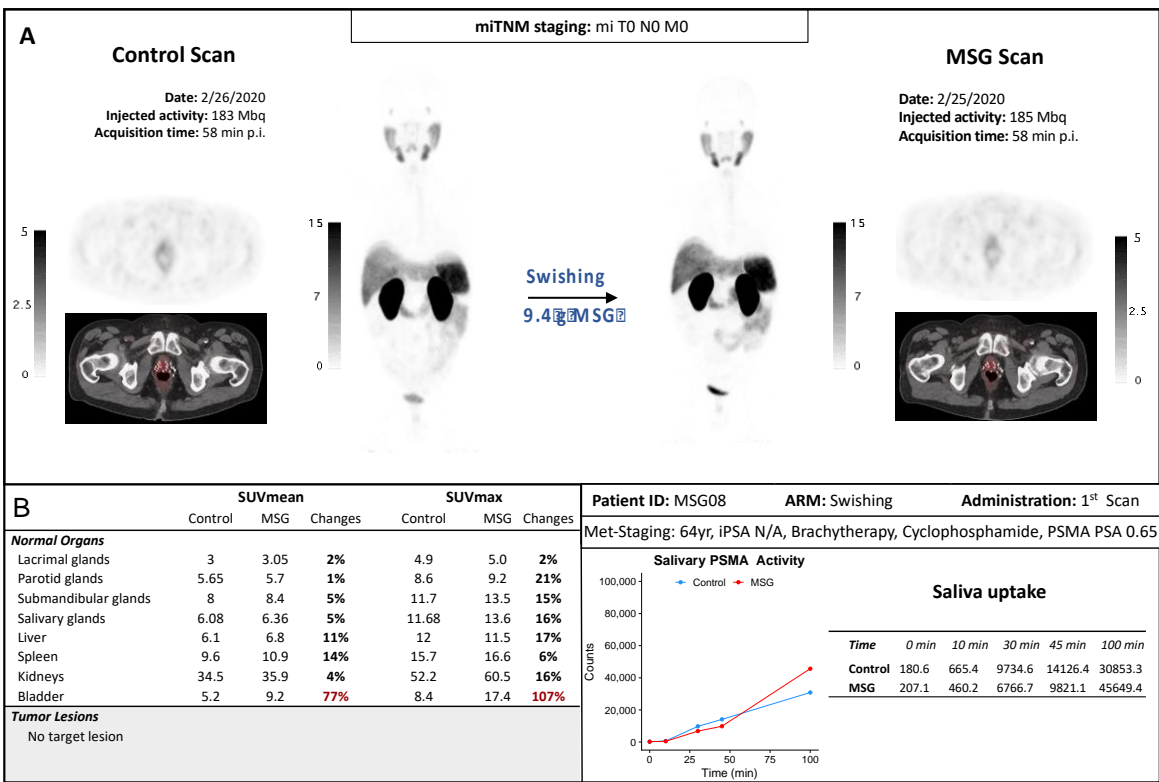 A
miTNM staging: mi T0 N0 M0
Control Scan
Date: 2/26/2020
Injected activity: 183 Mbq
Acquisition time: 58 min p.i.
MSG Scan
Date: 2/25/2020
Injected activity: 185 Mbq
Acquisition time: 58 min p.i.
5
2.5
0
15
7
0
Swishing
9.4 g MSG
15
7
0
5
2.5
0
B
SUVmean SUVmax
Control MSG Changes Control MSG Changes
Normal Organs
Lacrimal glands 3 3.05 2% 4.9 5.0 2%
Parotid glands 5.65 5.7 1% 8.6 9.2 21%
Submandibular glands 8 8.4 5% 11.7 13.5 15%
Salivary glands 6.08 6.36 5% 11.68 13.6 16%
Liver 6.1 6.8 11% 12 11.5 17%
Spleen 9.6 10.9 14% 15.7 16.6 6%
Kidneys 34.5 35.9 4% 52.2 60.5 16%
Bladder 5.2 9.2 77% 8.4 17.4 107%
Tumor Lesions
No target lesion
Patient ID: MSG08 ARM: Swishing Administration: 1st Scan
Met-Staging: 64yr, iPSA N/A, Brachytherapy, Cyclophosphamide, PSMA PSA 0.65
Salivary PSMA Activity
Control MSG
100,000
80,000
60,000
40,000
20,000
0
Counts
0 25 50 75 100
Time (min)
Saliva uptake
Time 0 min 10 min 30 min 45 min 100 min
Control 180.6 665.4 9734.6 14126.4 30853.3
MSG 207.1 460.2 6766.7 9821.1 45649.4